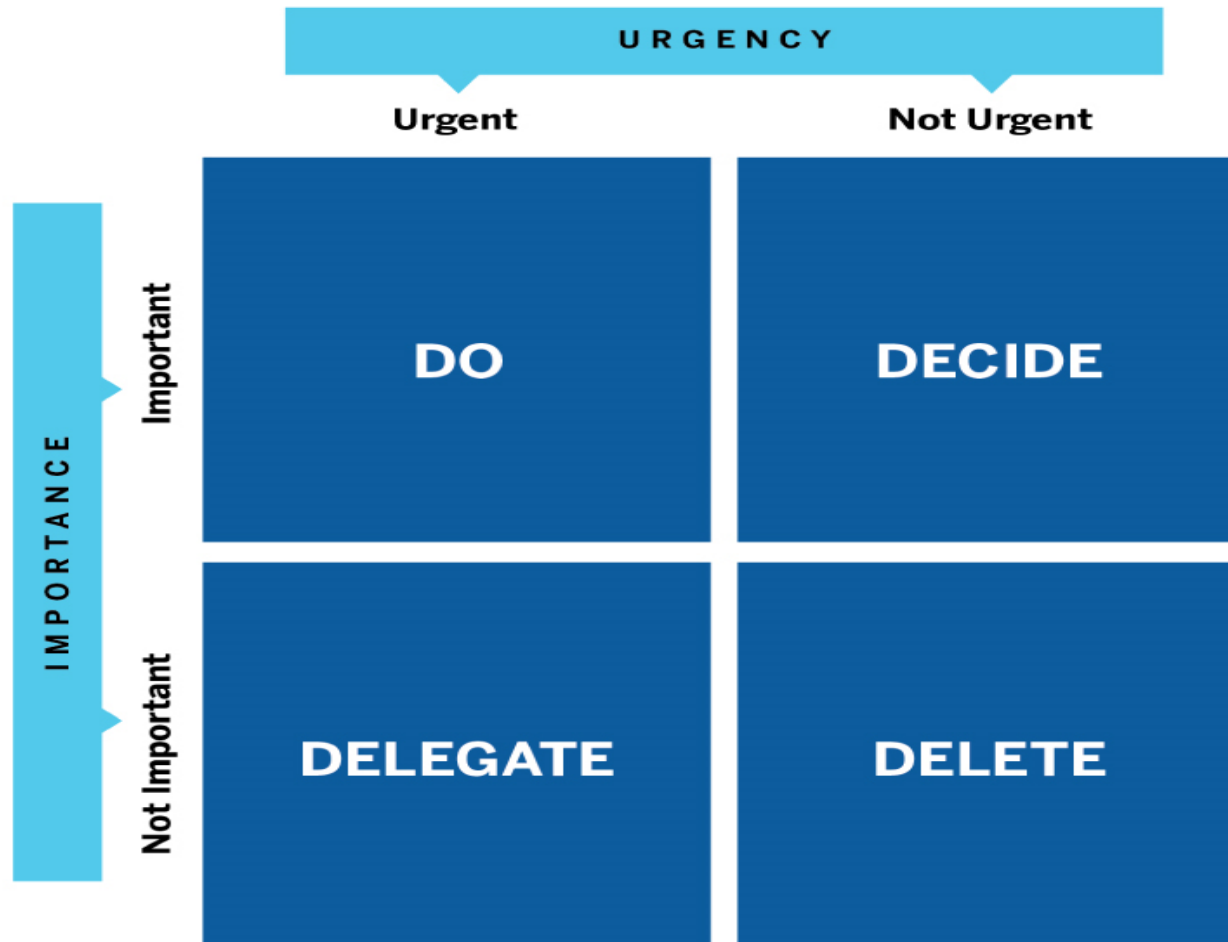 URGENCY
Urgent
Not Urgent
IMPORTANCE
Important
DO
DECIDE
Not Important
DELEGATE
DELETE